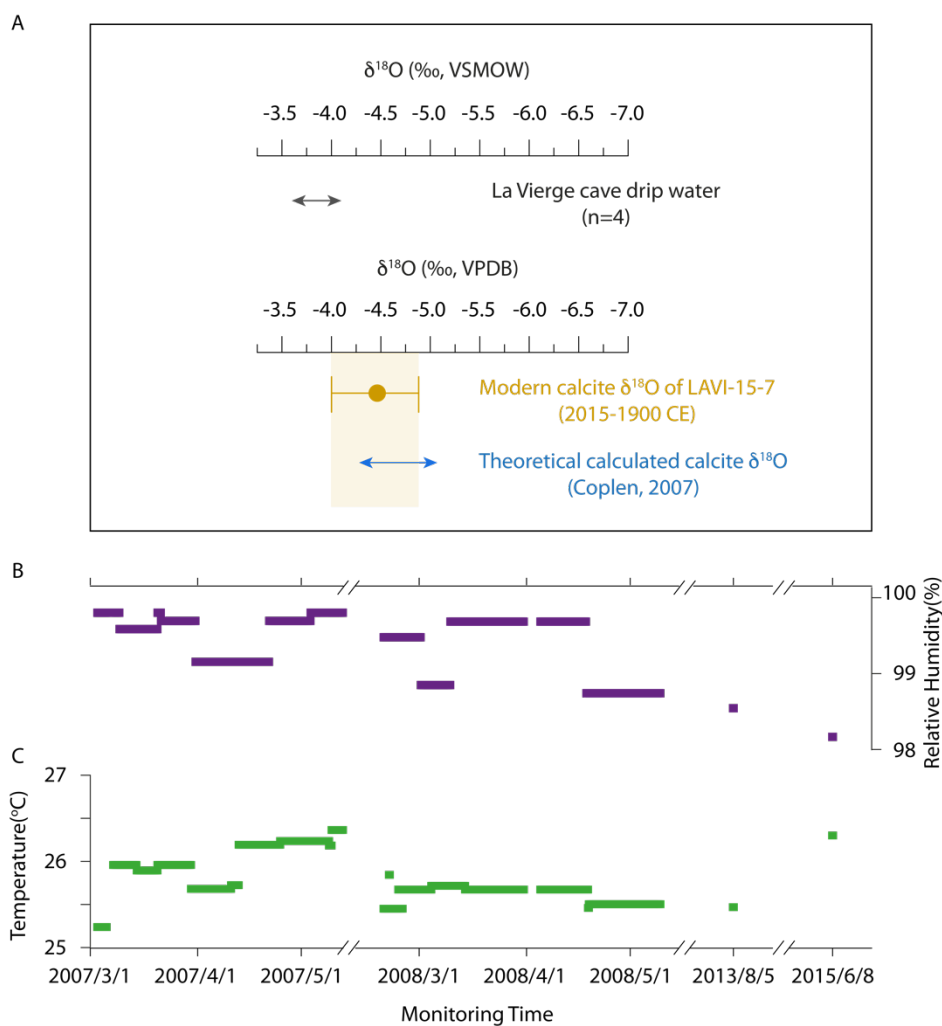 A
δ¹⁸O (‰, VSMOW)
-3.5 -4.0 -4.5 -5.0 -5.5 -6.0 -6.5 -7.0
La Vierge cave drip water
(n=4)
δ¹⁸O (‰, VPDB)
-3.5 -4.0 -4.5 -5.0 -5.5 -6.0 -6.5 -7.0
Modern calcite δ¹⁸O of LAVI-15-7
(2015-1900 CE)
Theoretical calculated calcite δ¹⁸O
(Coplen, 2007)
B
100
99
98
Relative Humidity(%)
C
27
26
25
Temperature(°C)
2007/3/1 2007/4/1 2007/5/1 2008/3/1 2008/4/1 2008/5/1 2013/8/5 2015/6/8
Monitoring Time